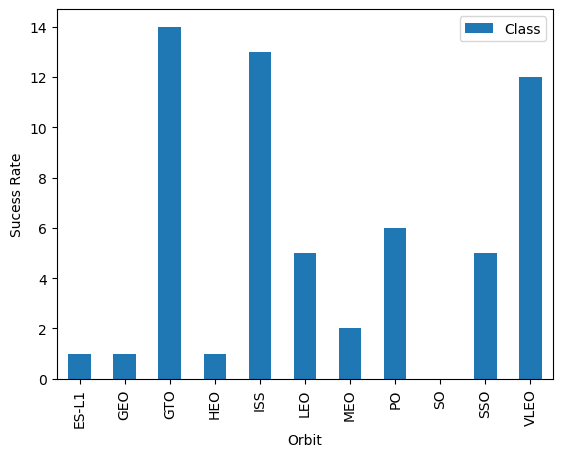 Class
Sucess Rate
14
12
10
8
6
4
2
0
ES-L1
GEO
GTO
HEO
ISS
LEO
MEO
PO
SO
SSO
VLEO
Orbit